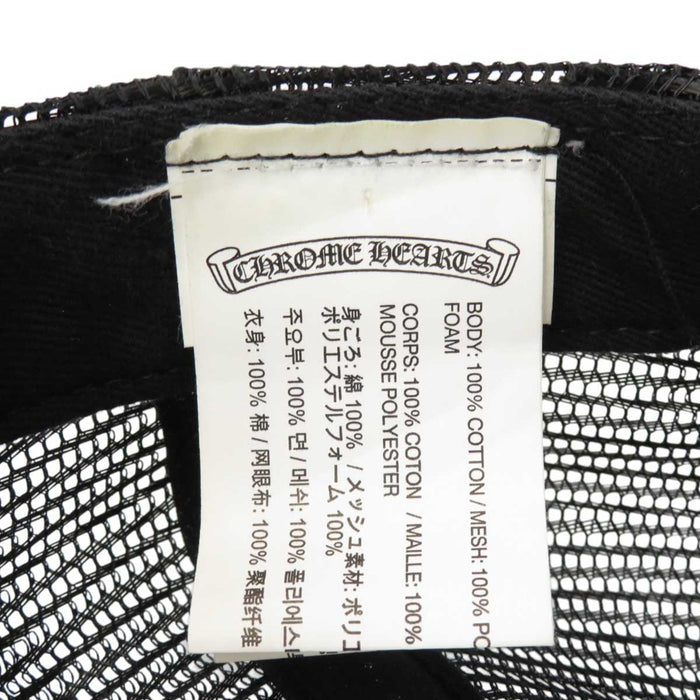 CHROME HEARTS
BODY: 100% COTTON / MESH: 100% PO
FOAM
CORPS: 100% COTON / MAILLE: 100%
MOUSSE POLYESTER
身ごろ: 綿 100% / メッシュ素材: ポリエ
ポリエステルフォーム 100%
주요부: 100% 면 / 메쉬: 100% 폴리에스
衣身: 100% 棉 / 网眼布: 100% 聚酯纤维